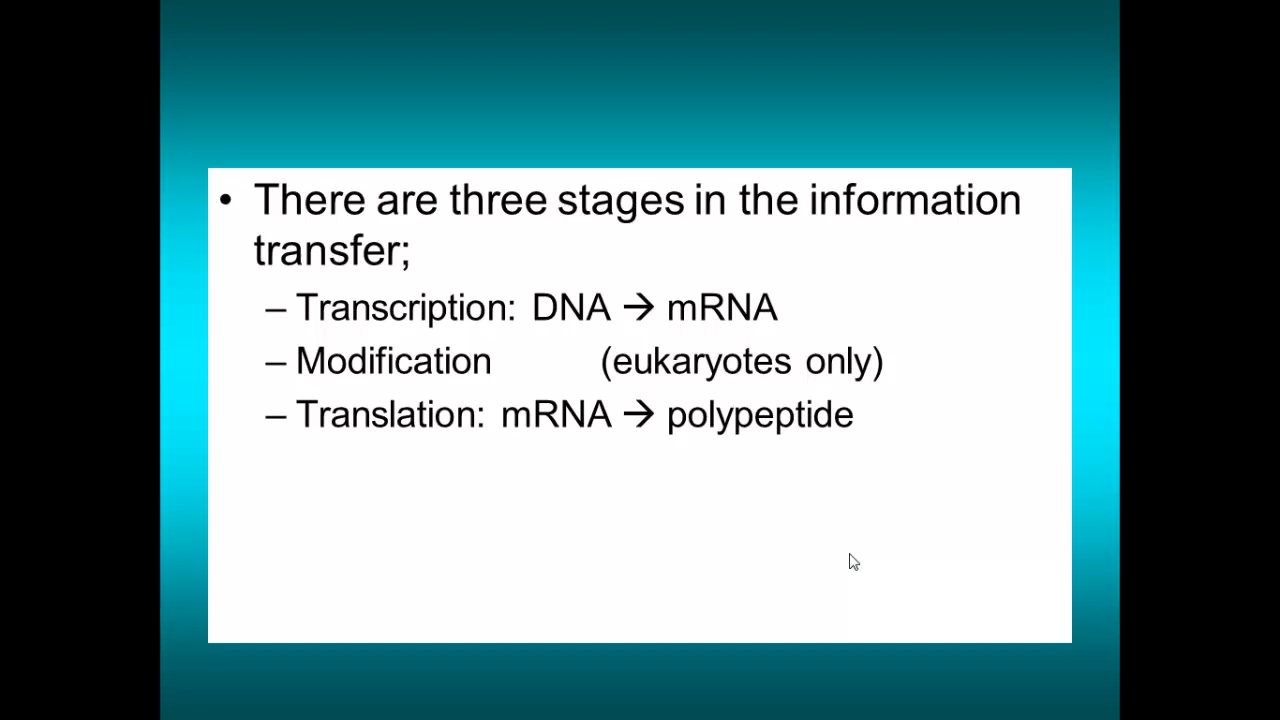 • There are three stages in the information
transfer;
– Transcription: DNA → mRNA
– Modification (eukaryotes only)
– Translation: mRNA → polypeptide